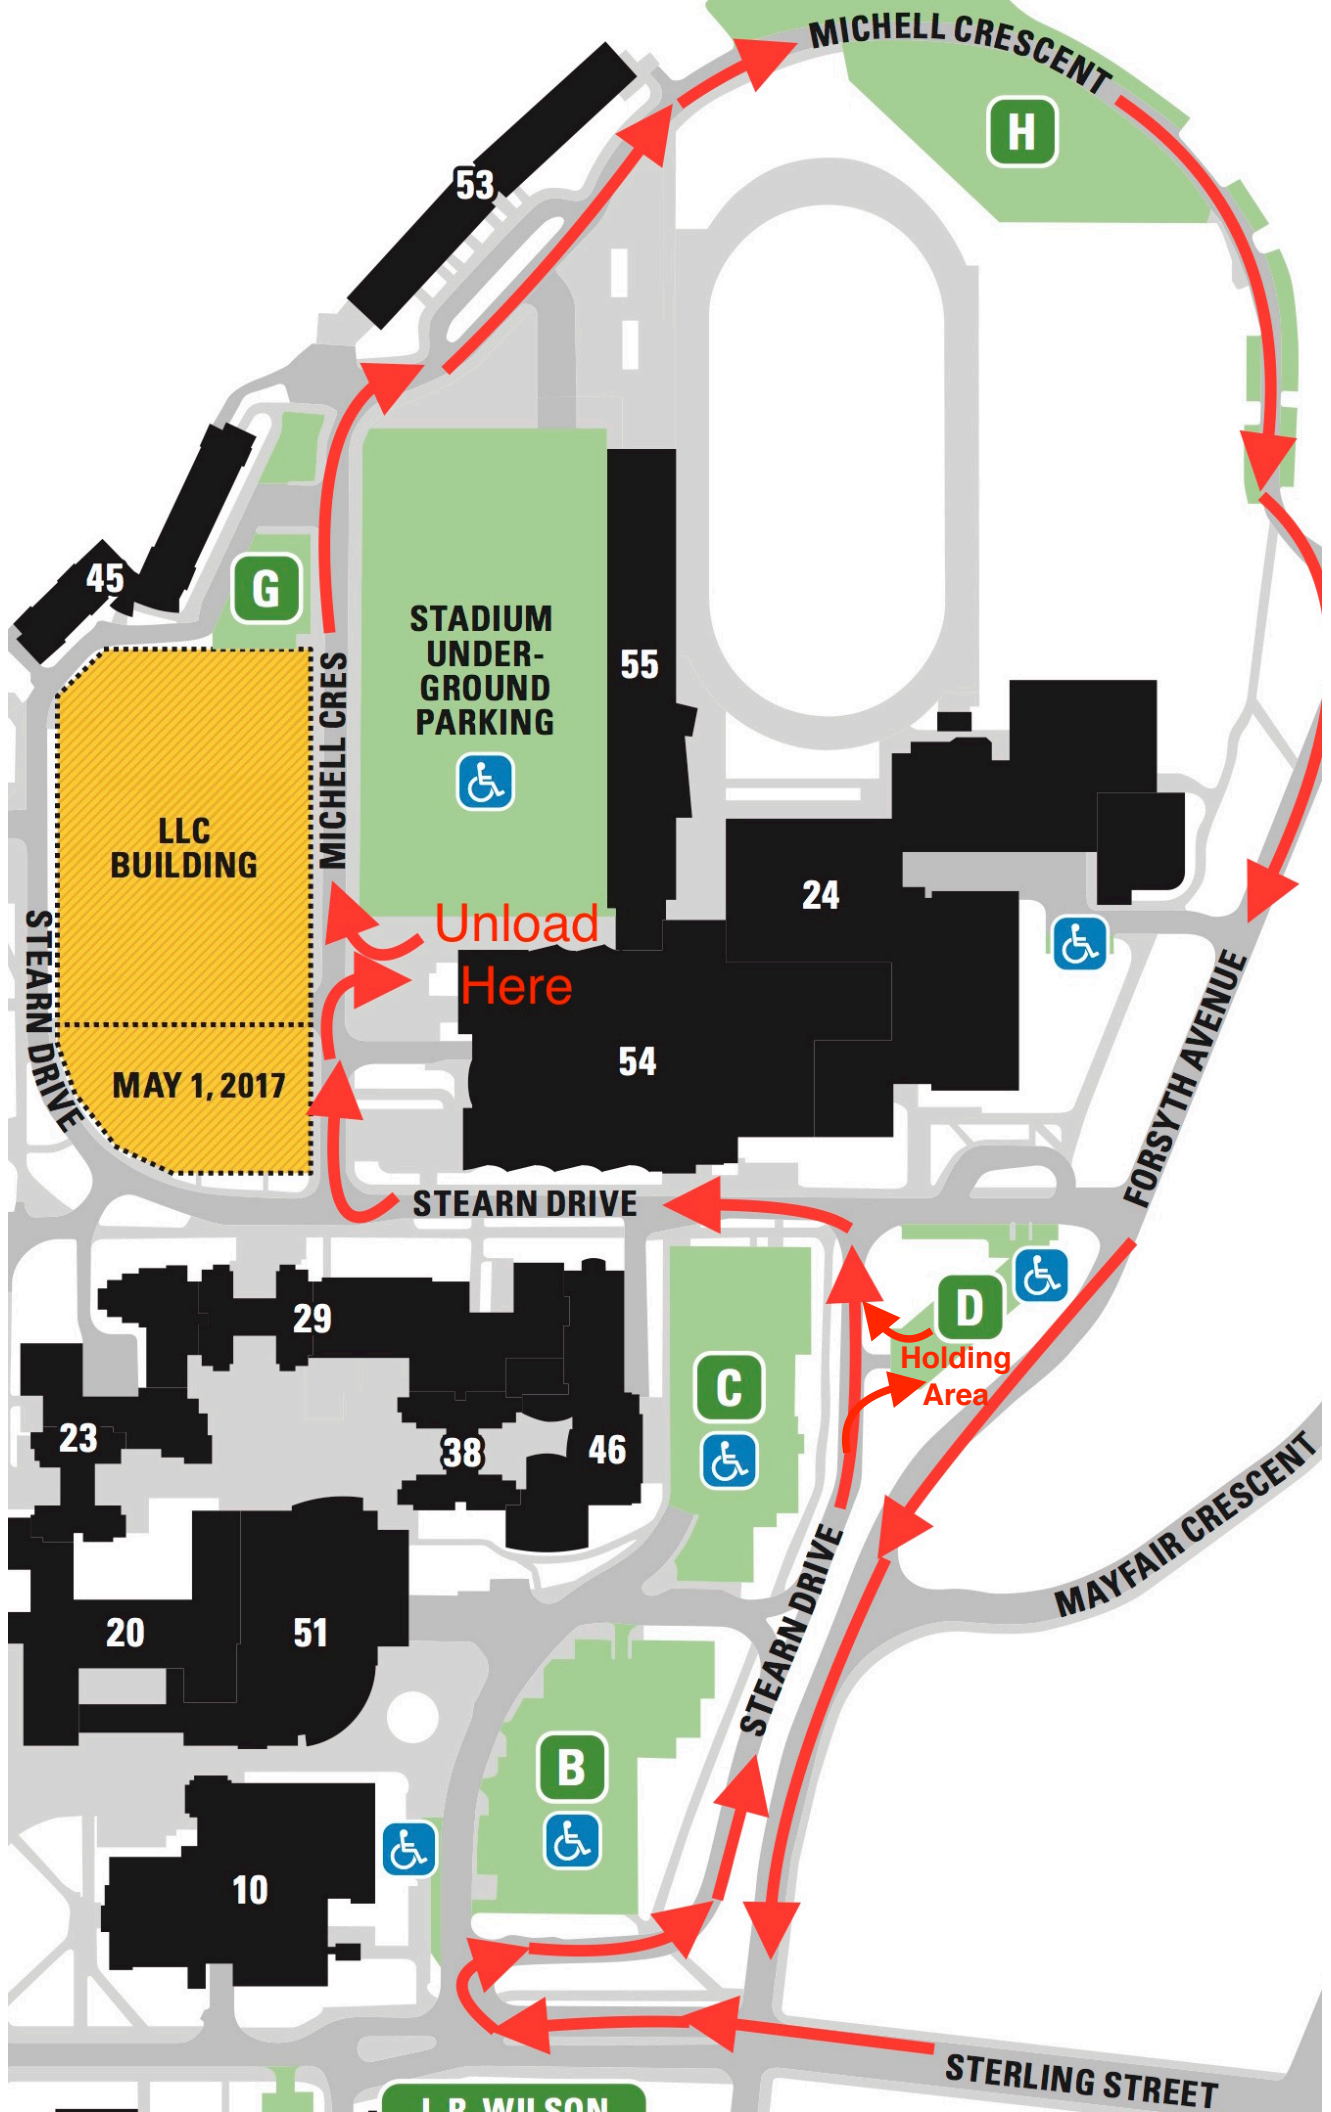 MICHELL CRESCENT
H
53
45
G
STADIUM
UNDER-
GROUND
PARKING
55
MICHELL CRES
LLC
BUILDING
24
STEARN DRIVE
Unload
Here
54
MAY 1, 2017
FORSYTH AVENUE
STEARN DRIVE
29
D
Holding
Area
C
23
38
46
MAYFAIR CRESCENT
STEARN DRIVE
20
51
B
10
STERLING STREET
L.R. WILSON